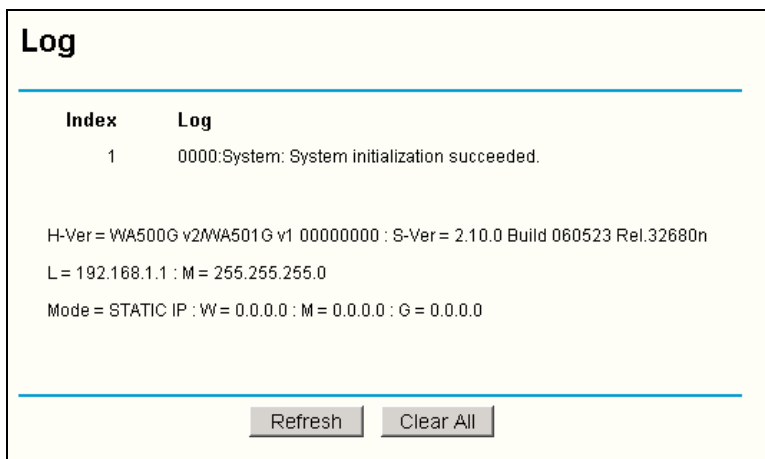 Log
Index Log
1 0000:System: System initialization succeeded.
H-Ver = WA500G v2/WA501G v1 00000000 : S-Ver = 2.10.0 Build 060523 Rel.32680n
L = 192.168.1.1 : M = 255.255.255.0
Mode = STATIC IP : W = 0.0.0.0 : M = 0.0.0.0 : G = 0.0.0.0
Refresh Clear All